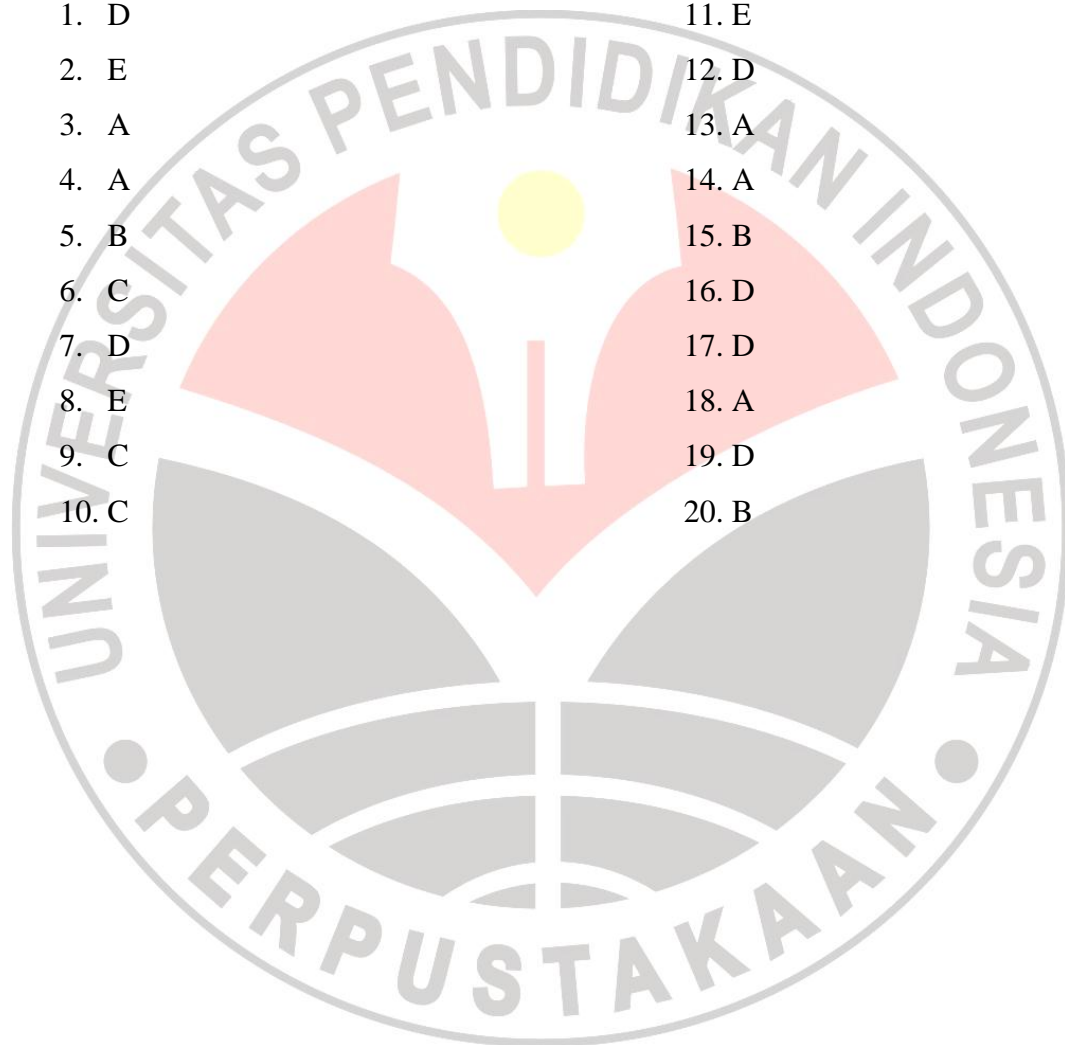 1. D
2. E
3. A
4. A
5. B
6. C
7. D
8. E
9. C
10. C
11. E
12. D
13. A
14. A
15. B
16. D
17. D
18. A
19. D
20. B
UNIVERSITAS PENDIDIKAN INDONESIA
PERPUSTAKAAN